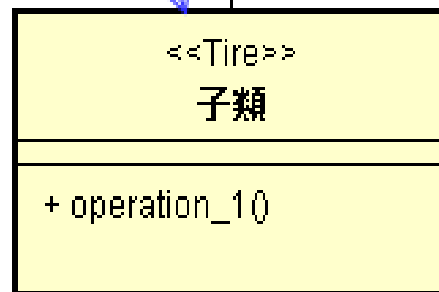 <<Tire>>
子類
+ operation_1()